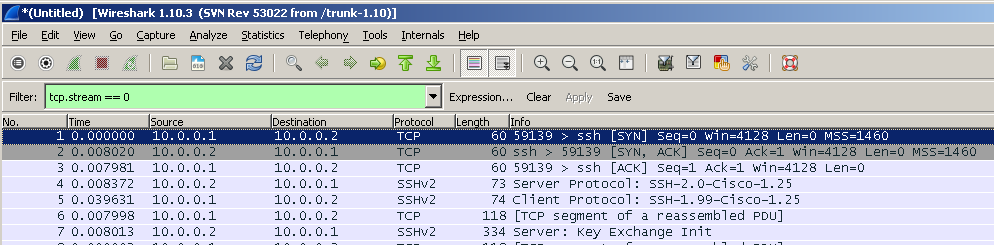 *(Untitled) [Wireshark 1.10.3 (SVN Rev 53022 from /trunk-1.10)]
File Edit View Go Capture Analyze Statistics Telephony Tools Internals Help
Filter: tcp.stream == 0 Expression... Clear Apply Save
No. Time Source Destination Protocol Length Info
1 0.000000 10.0.0.1 10.0.0.2 TCP 60 59139 > ssh [SYN] Seq=0 Win=4128 Len=0 MSS=1460
2 0.008020 10.0.0.2 10.0.0.1 TCP 60 ssh > 59139 [SYN, ACK] Seq=0 Ack=1 Win=4128 Len=0 MSS=1460
3 0.007981 10.0.0.1 10.0.0.2 TCP 60 59139 > ssh [ACK] Seq=1 Ack=1 Win=4128 Len=0
4 0.008372 10.0.0.2 10.0.0.1 SSHv2 73 Server Protocol: SSH-2.0-Cisco-1.25
5 0.039631 10.0.0.1 10.0.0.2 SSHv2 74 Client Protocol: SSH-1.99-Cisco-1.25
6 0.007998 10.0.0.1 10.0.0.2 TCP 118 [TCP segment of a reassembled PDU]
7 0.008013 10.0.0.2 10.0.0.1 SSHv2 334 Server: Key Exchange Init